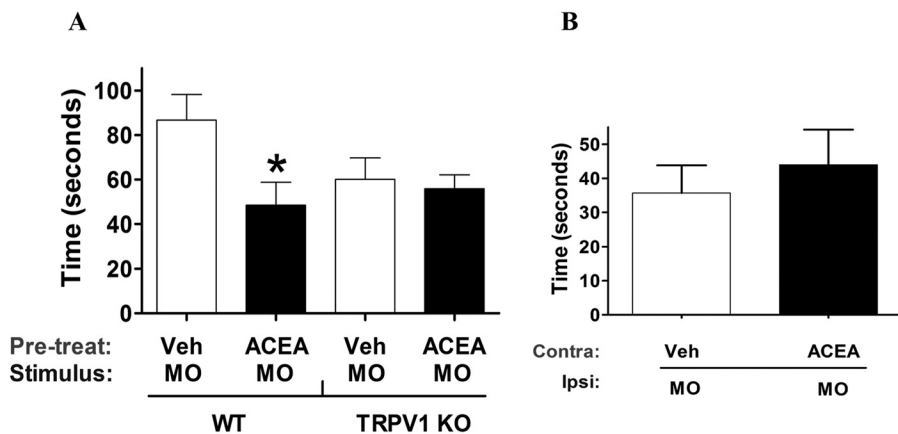 A
Time (seconds)
100
80
60
40
20
0
*
Pre-treat: Veh ACEA Veh ACEA
Stimulus: MO MO MO MO
WT TRPV1 KO
B
Time (seconds)
50
40
30
20
10
0
Contra: Veh ACEA
Ipsi: MO MO